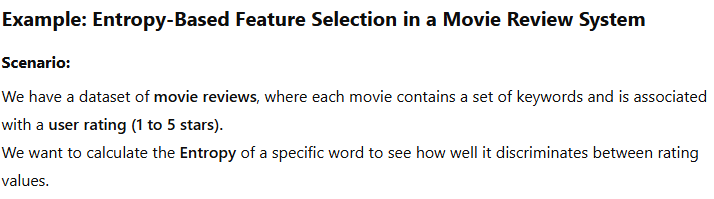 Example: Entropy-Based Feature Selection in a Movie Review System
Scenario:
We have a dataset of movie reviews, where each movie contains a set of keywords and is associated
with a user rating (1 to 5 stars).
We want to calculate the Entropy of a specific word to see how well it discriminates between rating
values.